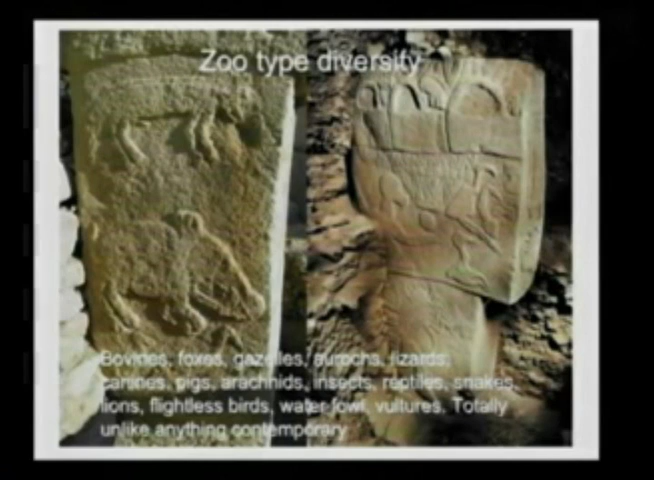 Zoo type diversity
Bovines, foxes, gazelles, aurochs, lizards,
canines, pigs, arachnids, insects, reptiles, snakes,
lions, flightless birds, water fowl, vultures. Totally
unlike anything contemporary